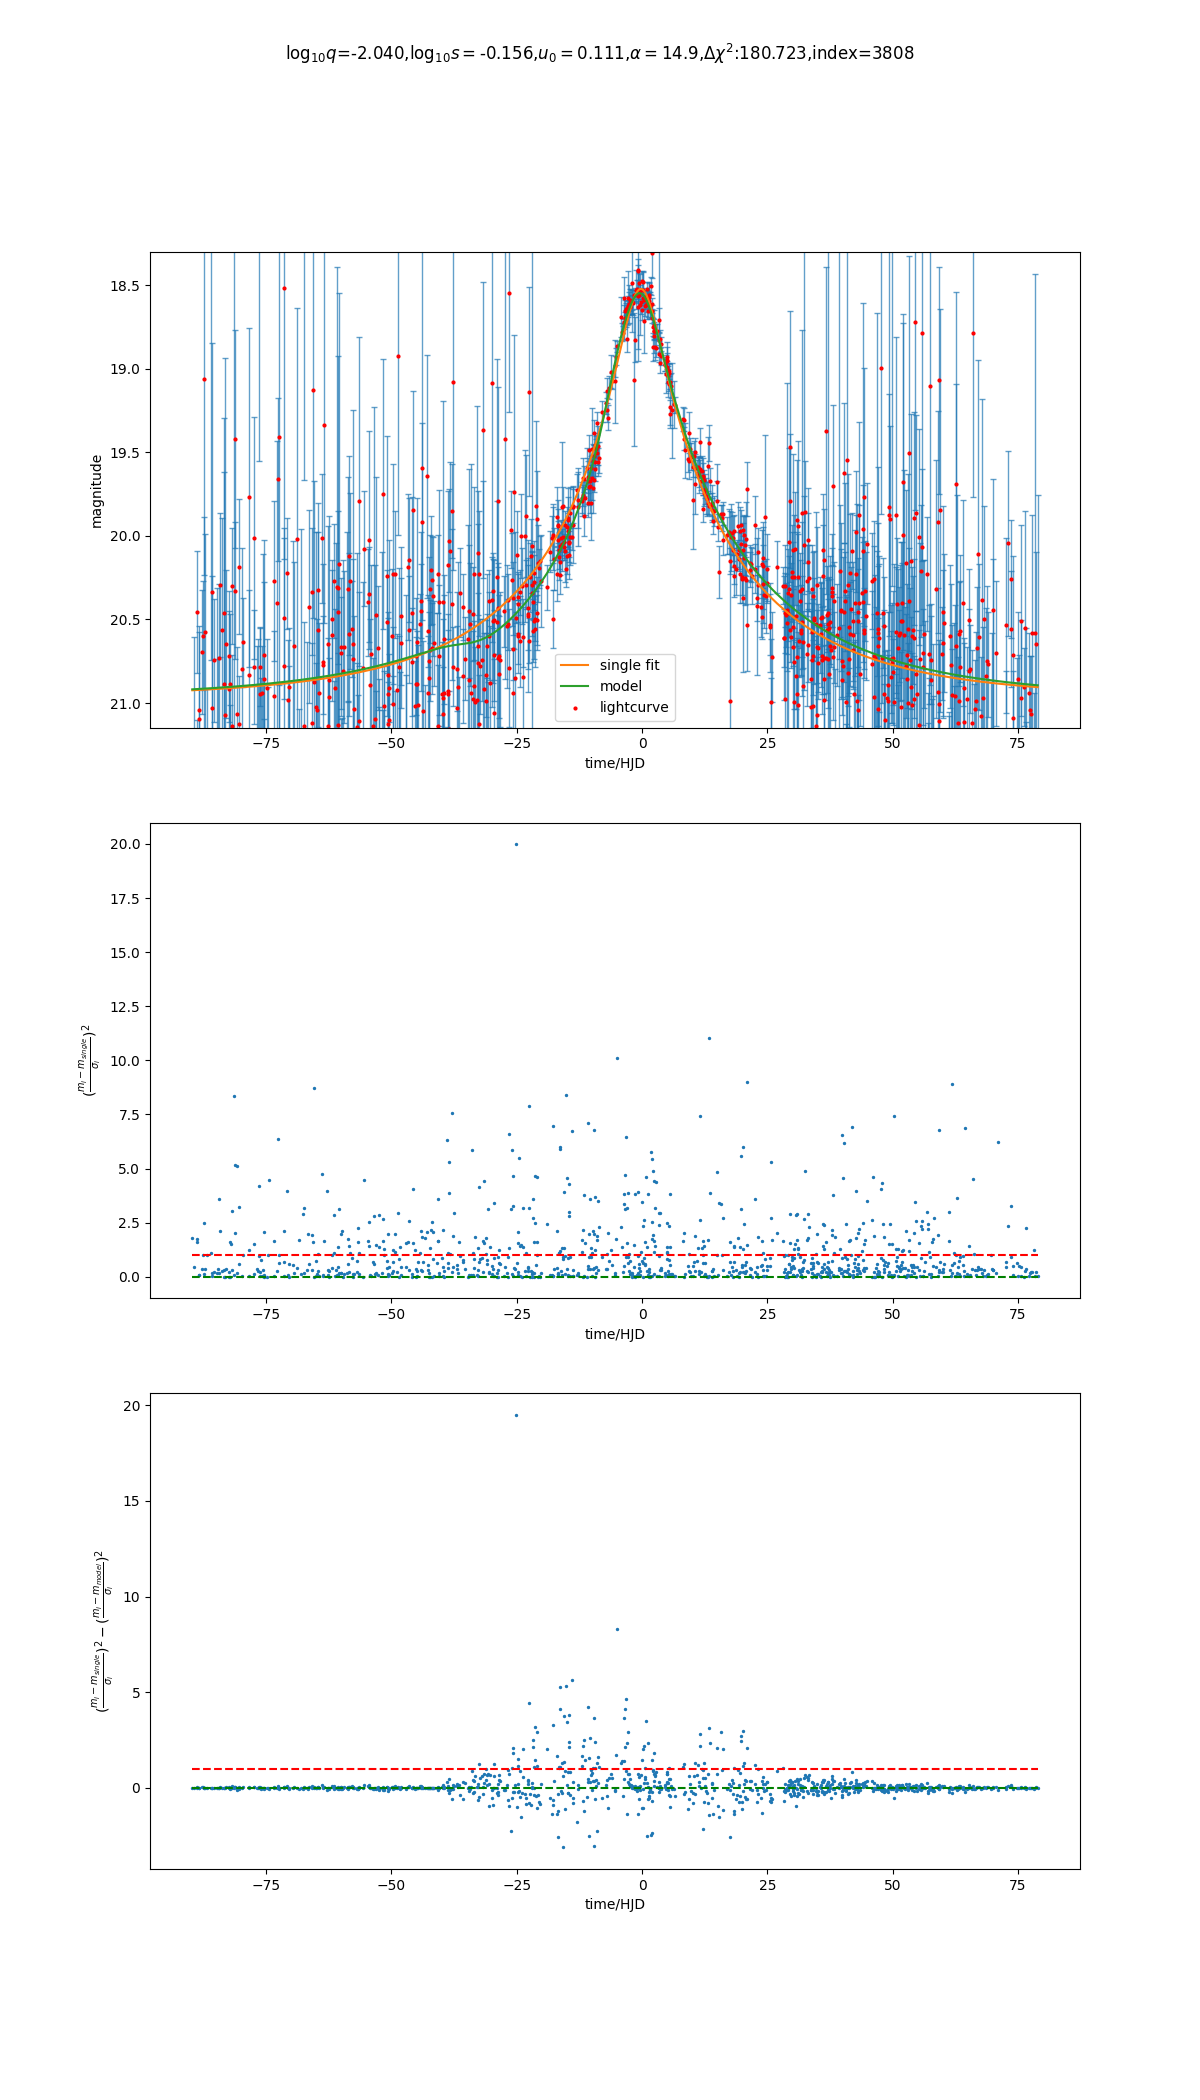 log₁₀q=-2.040,log₁₀s = -0.156,u₀ = 0.111,α = 14.9,Δχ²:180.723,index=3808
18.5
19.0
19.5
20.0
20.5
21.0
magnitude
single fit
model
lightcurve
−75 −50 −25 0 25 50 75
time/HJD
20.0
17.5
15.0
12.5
10.0
7.5
5.0
2.5
0.0
(mᵢ − m_single / σᵢ)²
−75 −50 −25 0 25 50 75
time/HJD
20
15
10
5
0
(mᵢ − m_single / σᵢ)² − (mᵢ − m_model / σᵢ)²
−75 −50 −25 0 25 50 75
time/HJD